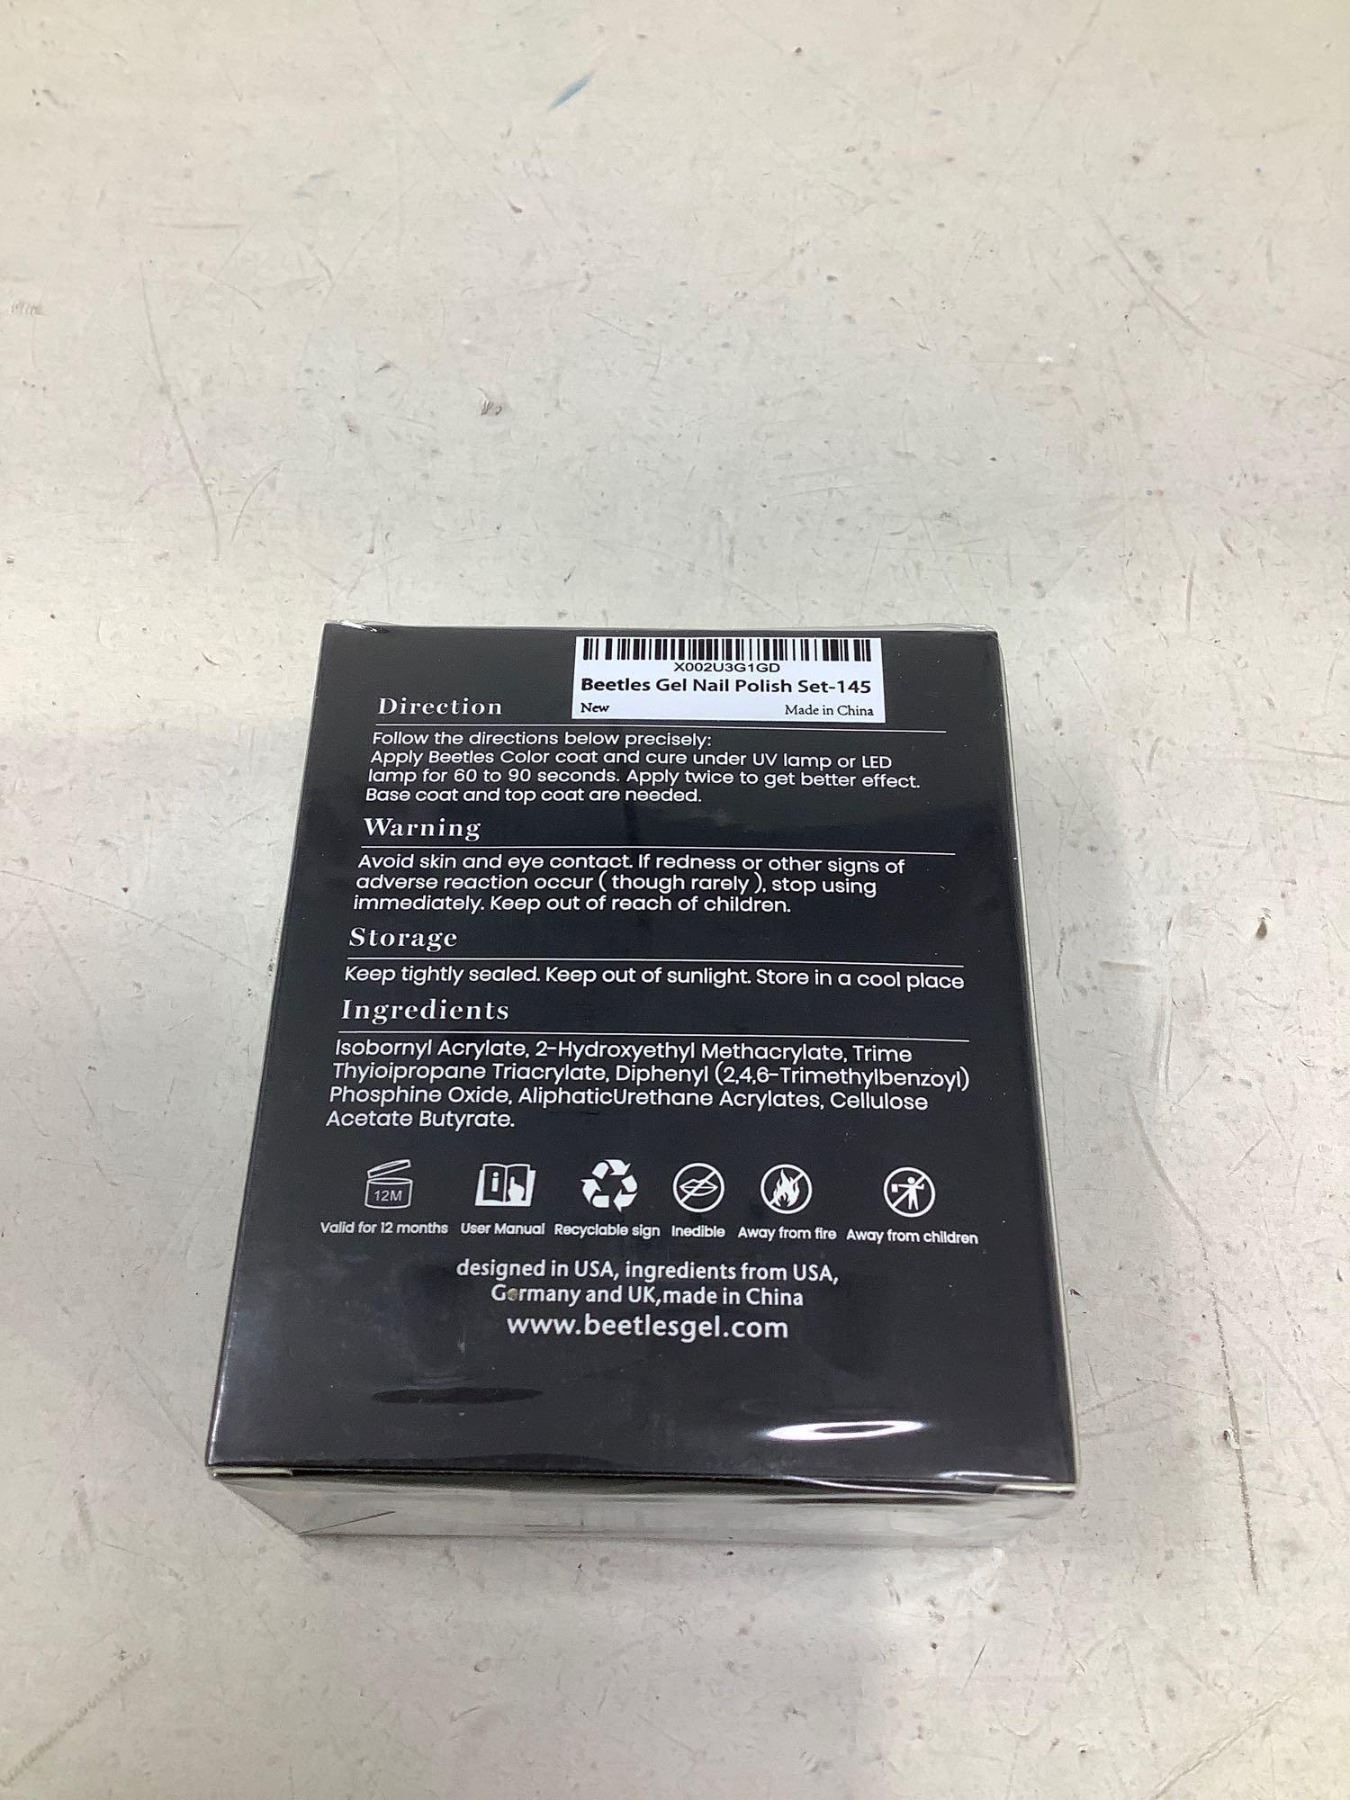 X002U3G1GD
Beetles Gel Nail Polish Set-145
New Made in China
Direction
Follow the directions below precisely:
Apply Beetles Color coat and cure under UV lamp or LED
lamp for 60 to 90 seconds. Apply twice to get better effect.
Base coat and top coat are needed.
Warning
Avoid skin and eye contact. If redness or other signs of
adverse reaction occur ( though rarely ), stop using
immediately. Keep out of reach of children.
Storage
Keep tightly sealed. Keep out of sunlight. Store in a cool place
Ingredients
Isobornyl Acrylate, 2-Hydroxyethyl Methacrylate, Trime
Thyioipropane Triacrylate, Diphenyl (2,4,6-Trimethylbenzoyl)
Phosphine Oxide, AliphaticUrethane Acrylates, Cellulose
Acetate Butyrate.
12M
Valid for 12 months User Manual Recyclable sign Inedible Away from fire Away from children
designed in USA, ingredients from USA,
Germany and UK,made in China
www.beetlesgel.com